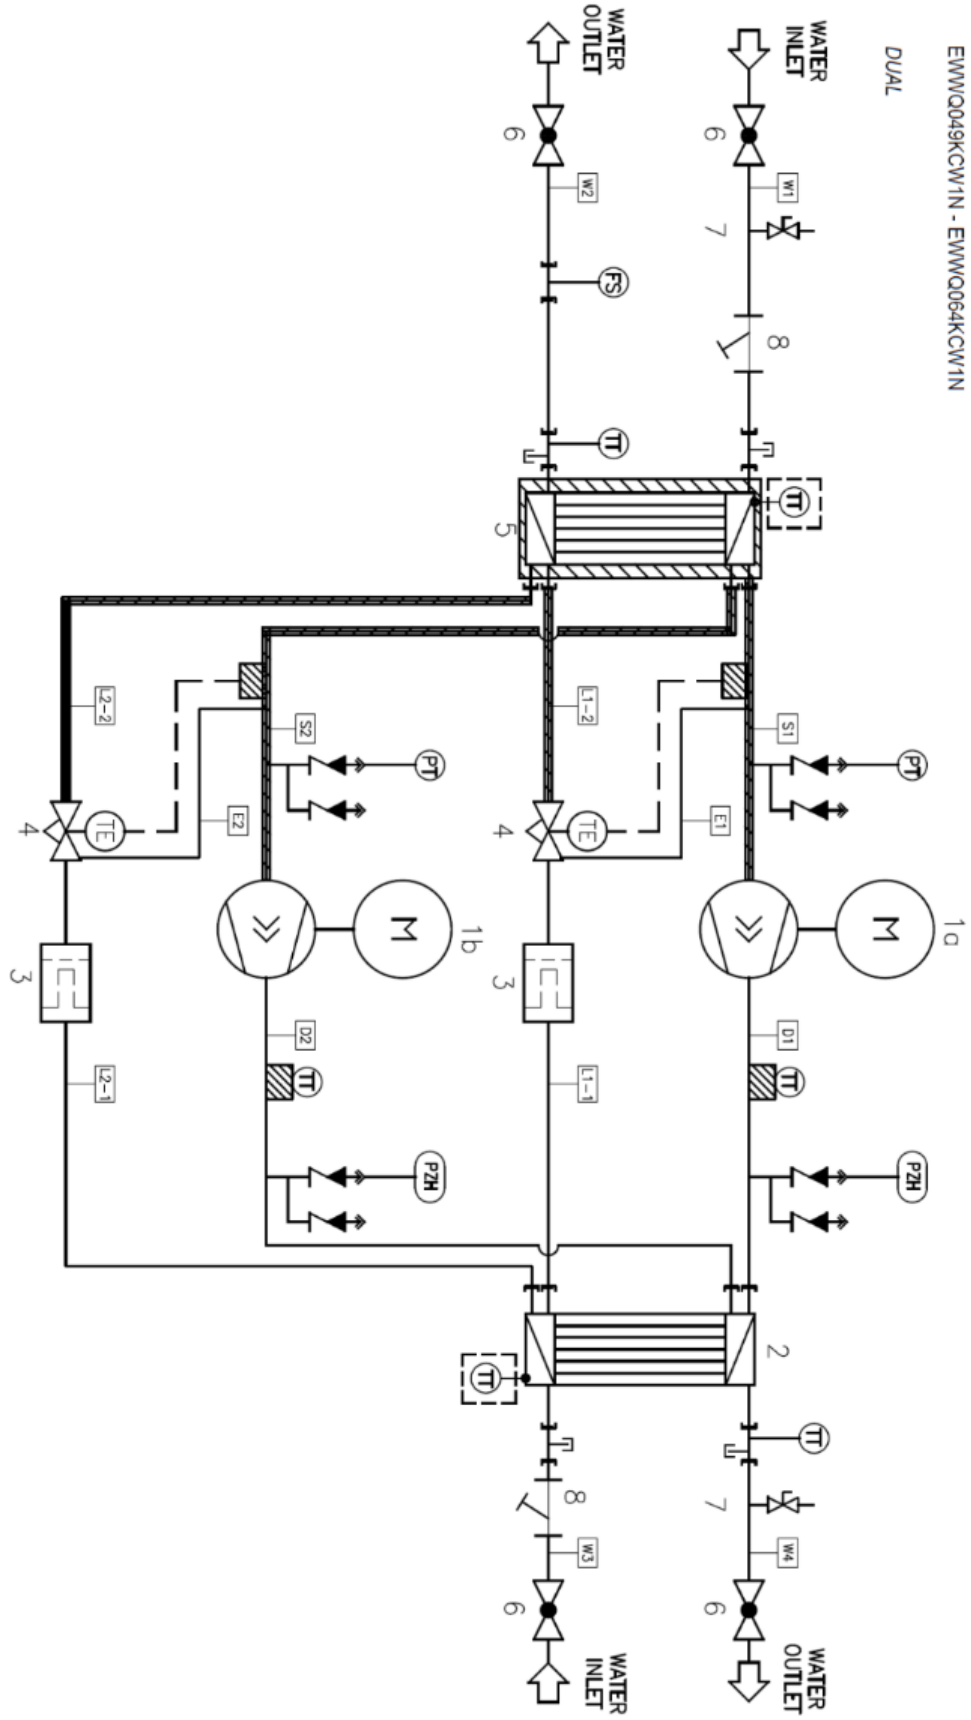 EWWQ049KCW1N - EWWQ064KCW1N
DUAL
1a
PT
PZH
M
WATER
INLET
TT
TT
TT
WATER
OUTLET
W1
S1
D1
W4
8
2
6
7
E1
7
6
WATER
OUTLET
FS
TT
WATER
INLET
W2
L1-2
TE
L1-1
8
W3
6
5
4
3
TT
6
1b
PT
PZH
M
S2
D2
TT
E2
L2-2
TE
L2-1
4
3